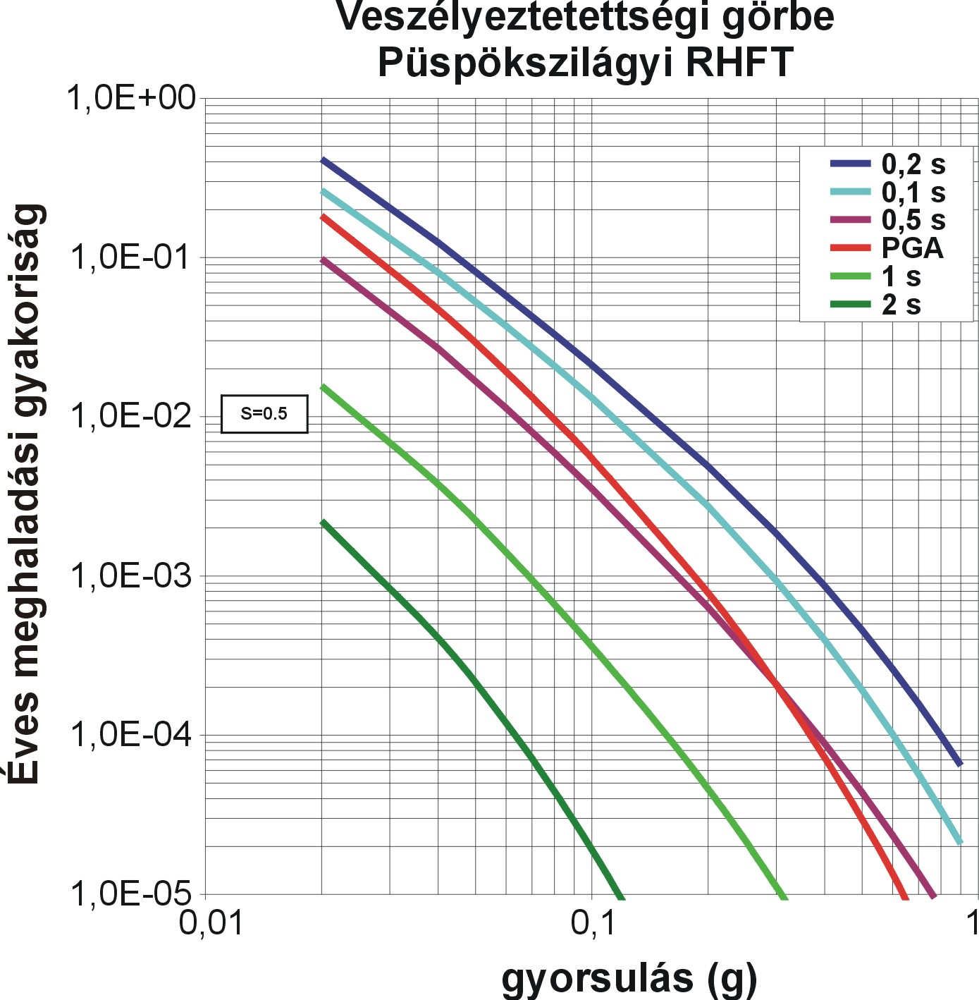 Veszélyeztetettségi görbe
Püspökszilágyi RHFT
Éves meghaladási gyakoriság
1,0E+00
1,0E-01
1,0E-02
1,0E-03
1,0E-04
1,0E-05
S=0.5
0,2 s
0,1 s
0,5 s
PGA
1 s
2 s
0,01
0,1
1
gyorsulás (g)